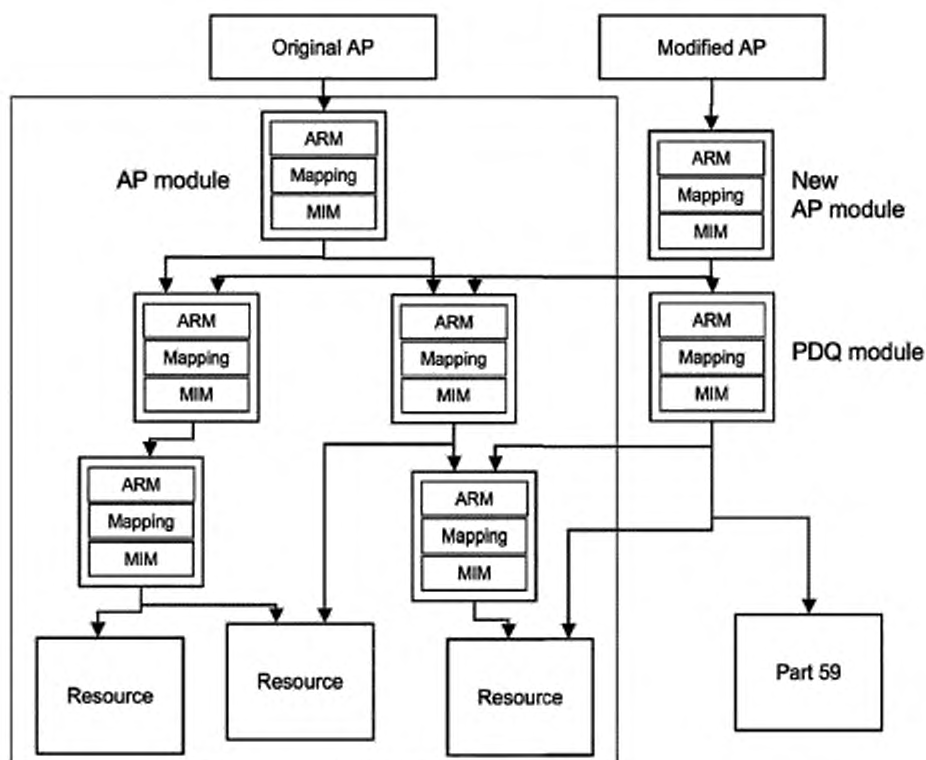 Original AP
Modified AP
AP module
ARM
Mapping
MIM
ARM
Mapping
MIM
New
AP module
ARM
Mapping
MIM
ARM
Mapping
MIM
ARM
Mapping
MIM
PDQ module
ARM
Mapping
MIM
ARM
Mapping
MIM
Resource
Resource
Resource
Part 59